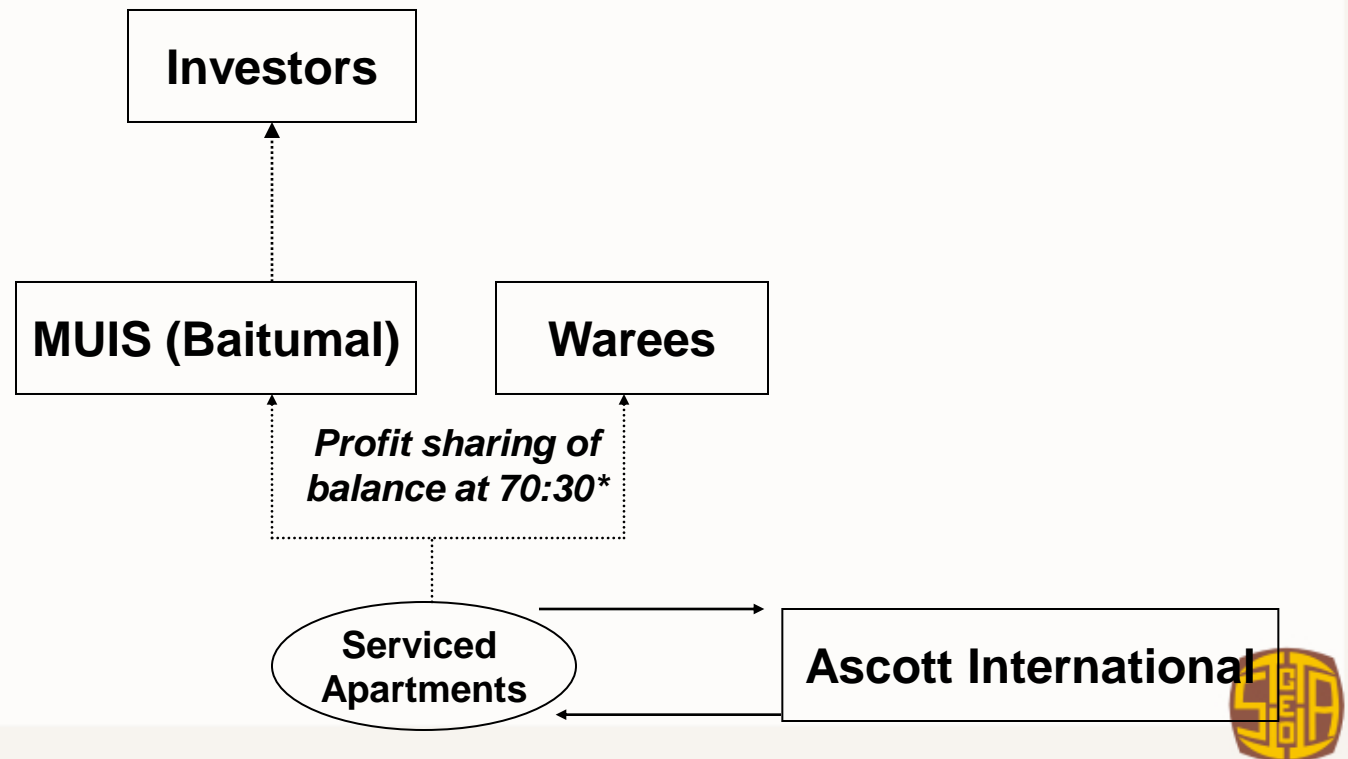 Investors
MUIS (Baitumal)
Warees
Profit sharing of
balance at 70:30*
Serviced
Apartments
Ascott International